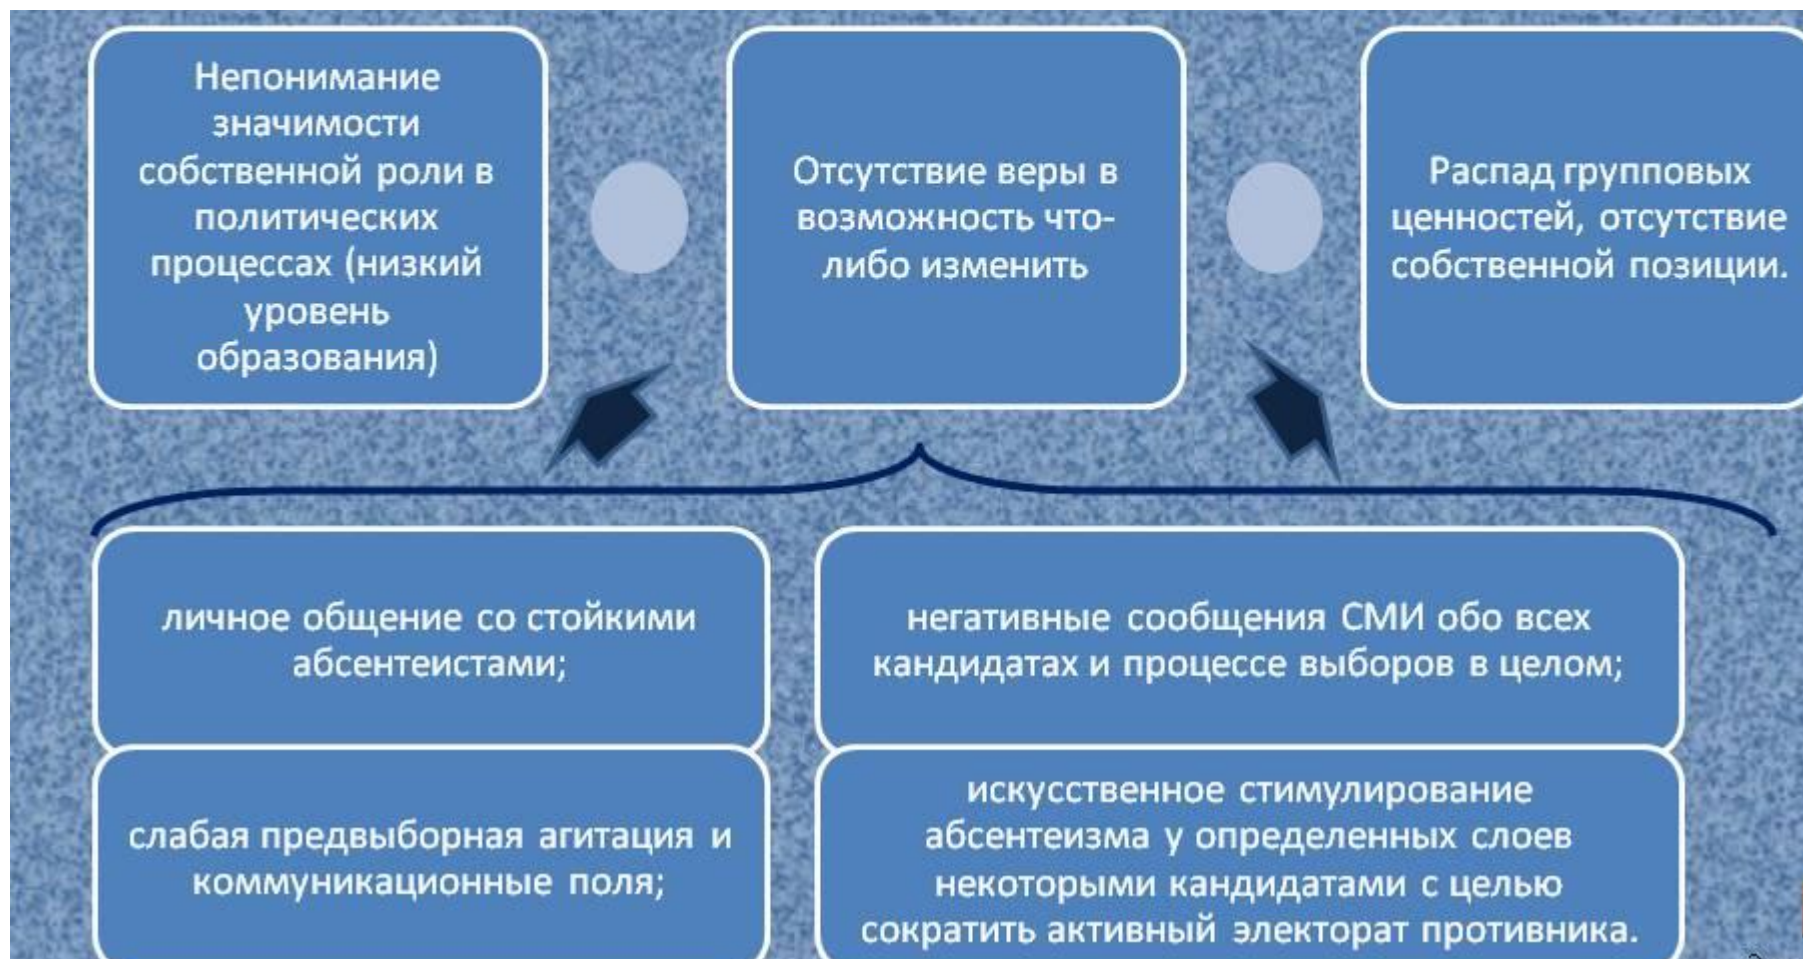 Непонимание
значимости
собственной роли в
политических
процессах (низкий
уровень
образования)
Отсутствие веры в
возможность что-
либо изменить
Распад групповых
ценностей, отсутствие
собственной позиции.
личное общение со стойкими
абсентеистами;
негативные сообщения СМИ обо всех
кандидатах и процессе выборов в целом;
слабая предвыборная агитация и
коммуникационные поля;
искусственное стимулирование
абсентеизма у определенных слоев
некоторыми кандидатами с целью
сократить активный электорат противника.